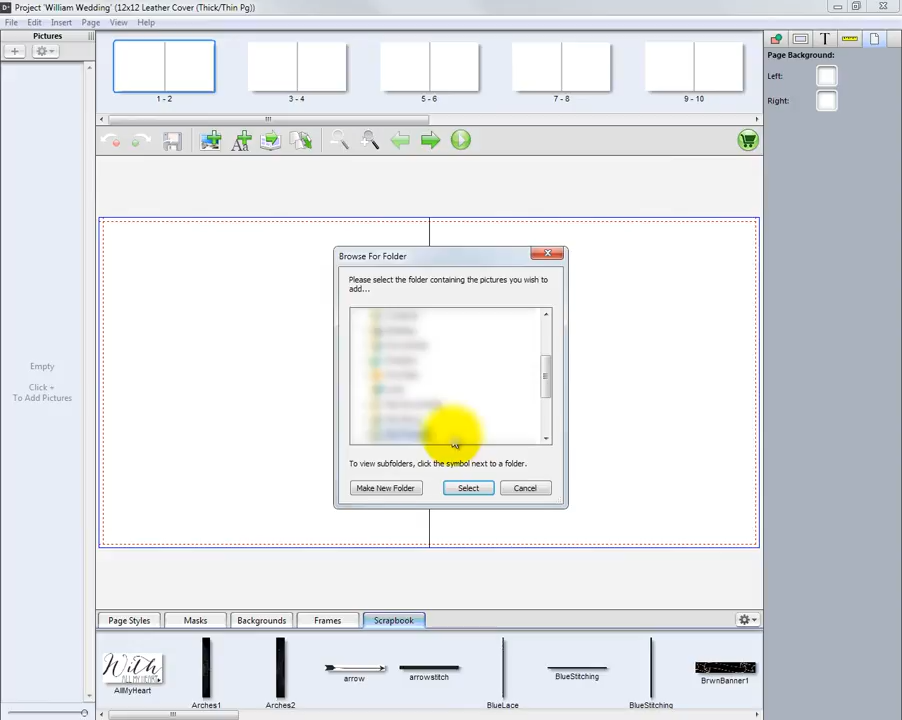 Project 'William Wedding' (12x12 Leather Cover (Thick/Thin Pg))
File Edit Insert Page View Help
Pictures
1 - 2
3 - 4
5 - 6
7 - 8
9 - 10
Page Background:
Left:
Right:
Browse For Folder
Please select the folder containing the pictures you wish to
add...
Empty
Click +
To Add Pictures
To view subfolders, click the symbol next to a folder.
Make New Folder
Select
Cancel
Page Styles
Masks
Backgrounds
Frames
Scrapbook
With
ALL MY HEART
AllMyHeart
Arches1
Arches2
arrow
arrowstitch
BlueLace
BlueStitching
BlueStitching
BrwnBanner1